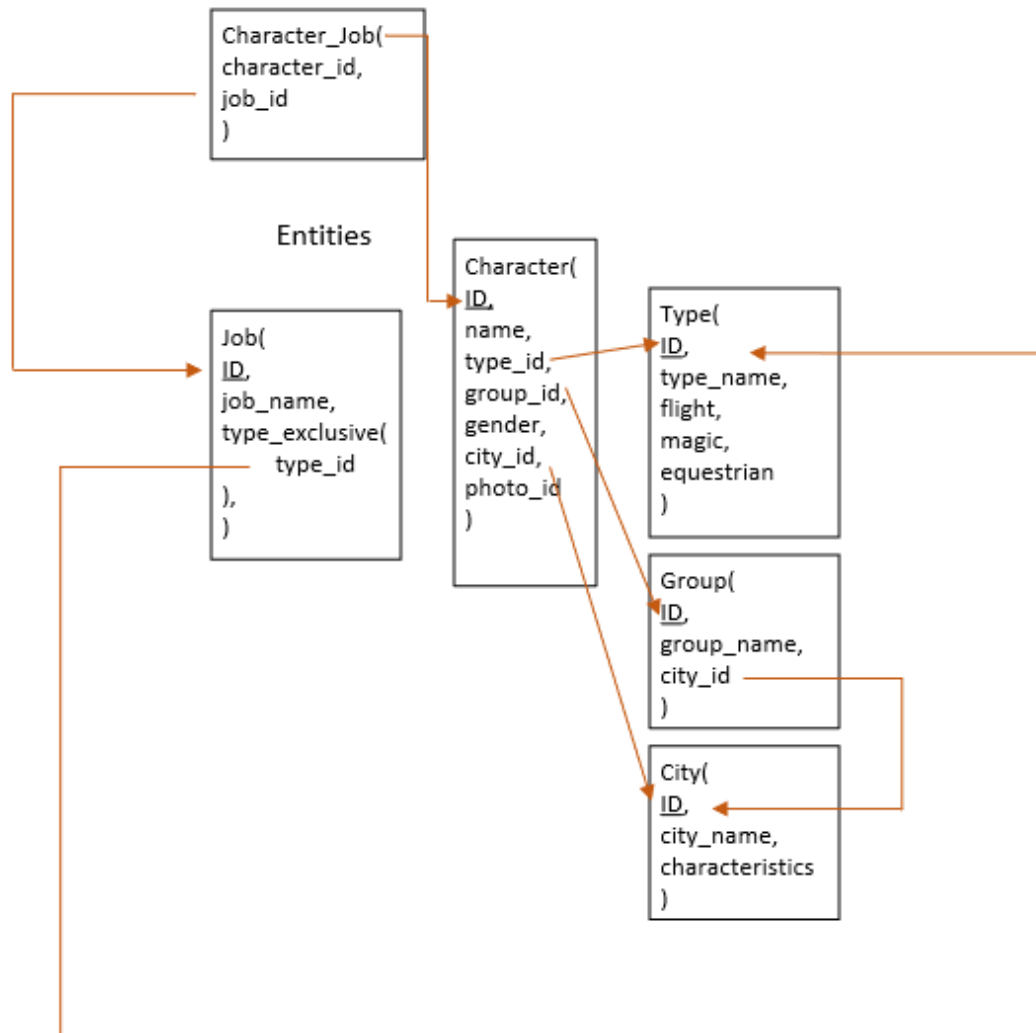 Character_Job(
character_id,
job_id
)
Entities
Job(
ID,
job_name,
type_exclusive(
type_id
),
)
Character(
ID,
name,
type_id,
group_id,
gender,
city_id,
photo_id
)
Type(
ID,
type_name,
flight,
magic,
equestrian
)
Group(
ID,
group_name,
city_id
)
City(
ID,
city_name,
characteristics
)